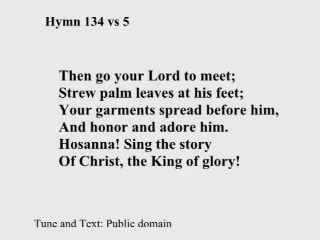 Hymn 134 vs 5
Then go your Lord to meet;
Strew palm leaves at his feet;
Your garments spread before him,
And honor and adore him.
Hosanna! Sing the story
Of Christ, the King of glory!
Tune and Text: Public domain